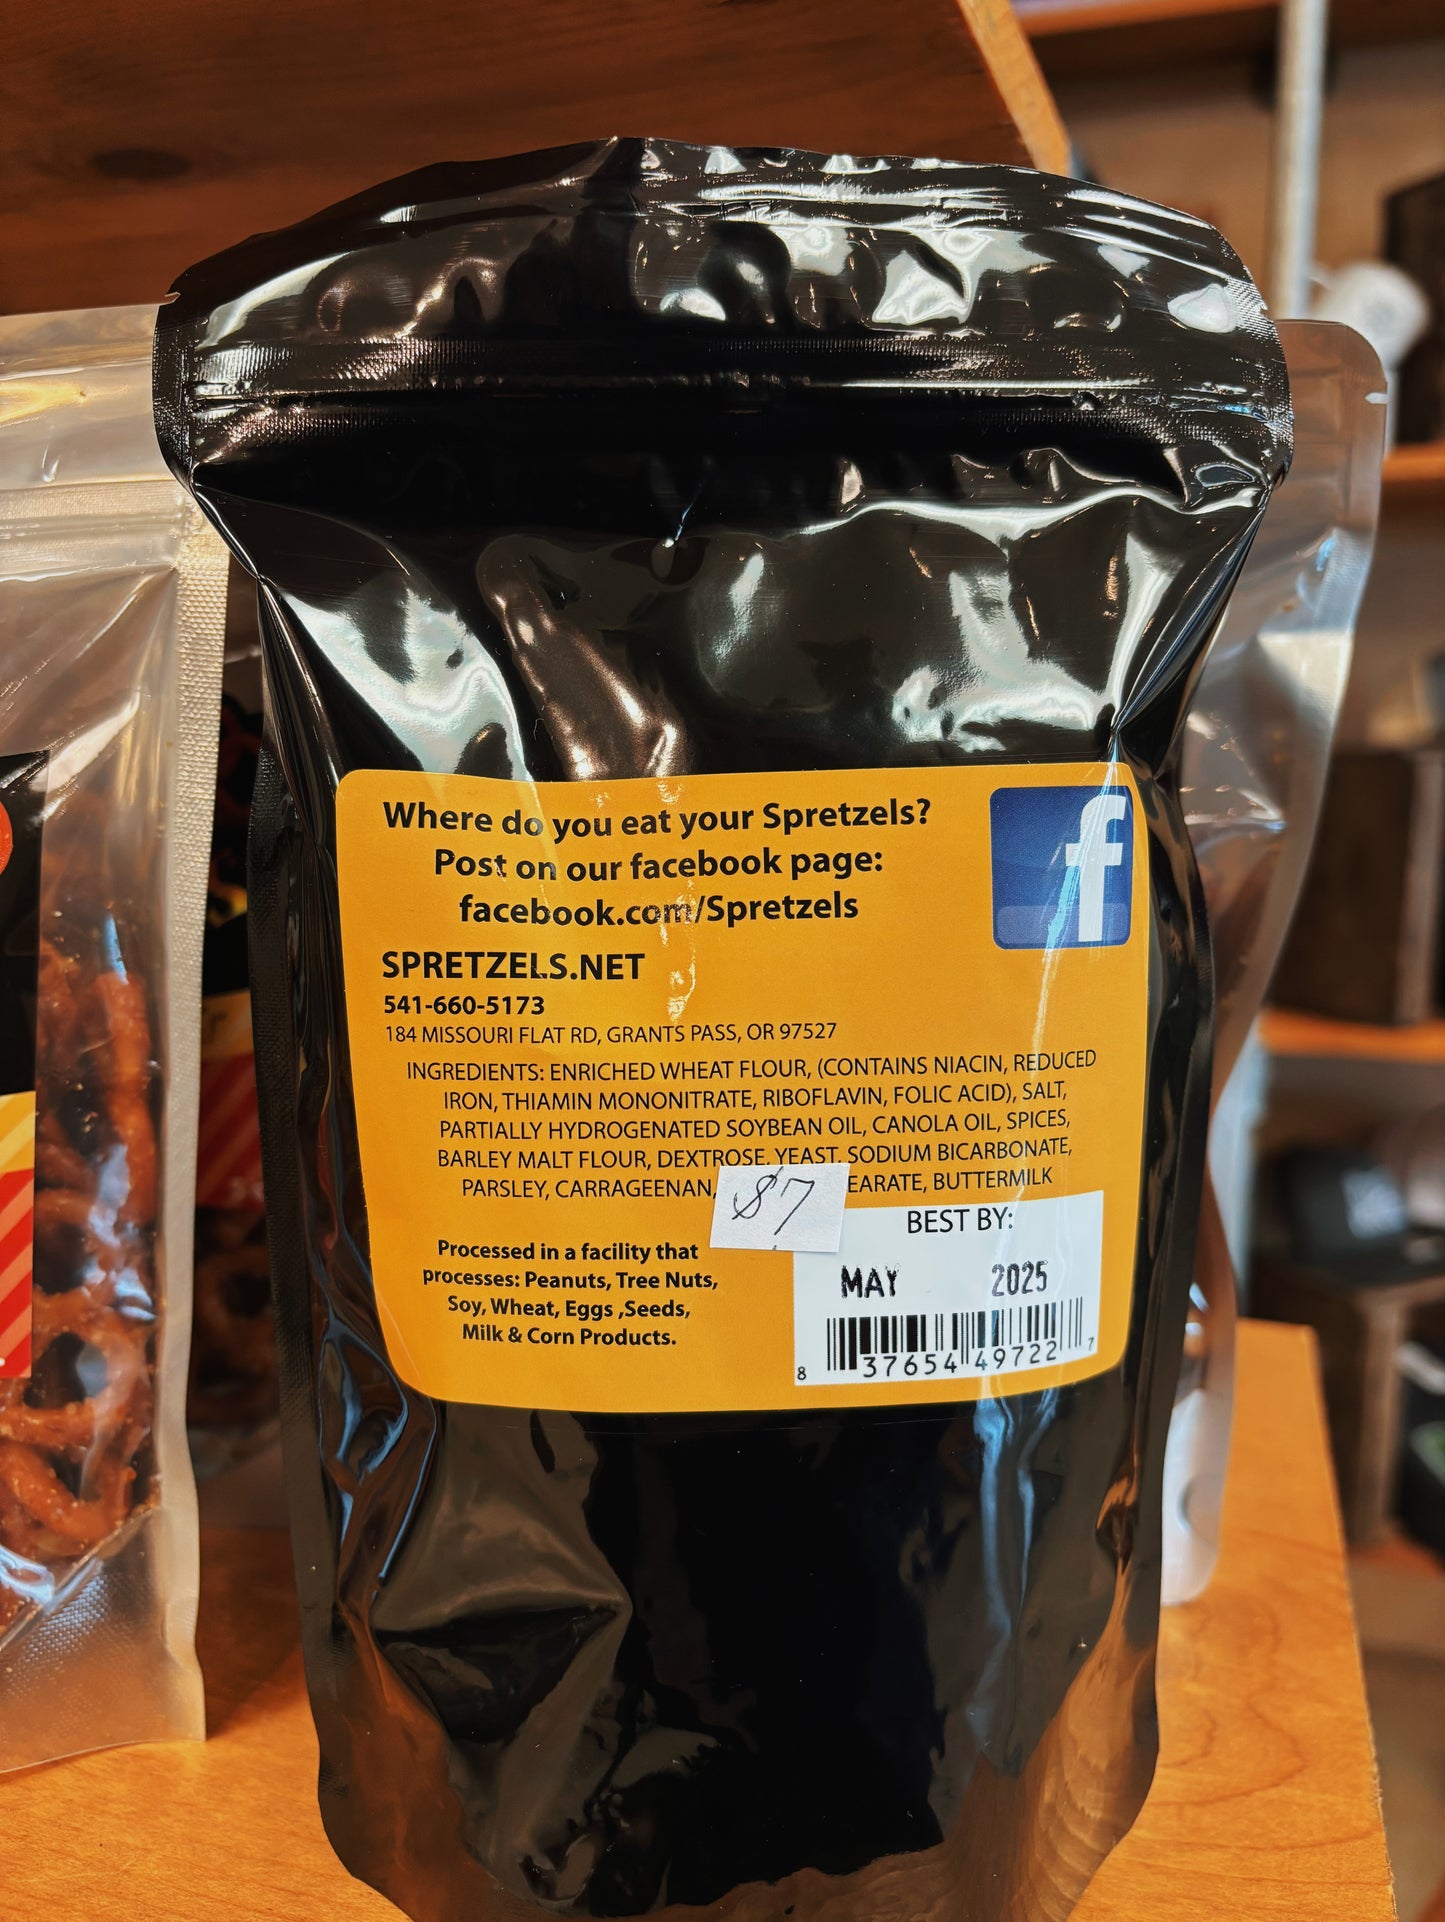 Where do you eat your Spretzels?
Post on our facebook page:
facebook.com/Spretzels
f
SPRETZELS.NET
541-660-5173
184 MISSOURI FLAT RD, GRANTS PASS, OR 97527
INGREDIENTS: ENRICHED WHEAT FLOUR, (CONTAINS NIACIN, REDUCED
IRON, THIAMIN MONONITRATE, RIBOFLAVIN, FOLIC ACID), SALT,
PARTIALLY HYDROGENATED SOYBEAN OIL, CANOLA OIL, SPICES,
BARLEY MALT FLOUR, DEXTROSE, YEAST, SODIUM BICARBONATE,
PARSLEY, CARRAGEENAN, EARATE, BUTTERMILK
$7
Processed in a facility that
processes: Peanuts, Tree Nuts,
Soy, Wheat, Eggs ,Seeds,
Milk & Corn Products.
BEST BY:
MAY 2025
8 37654 49722 7